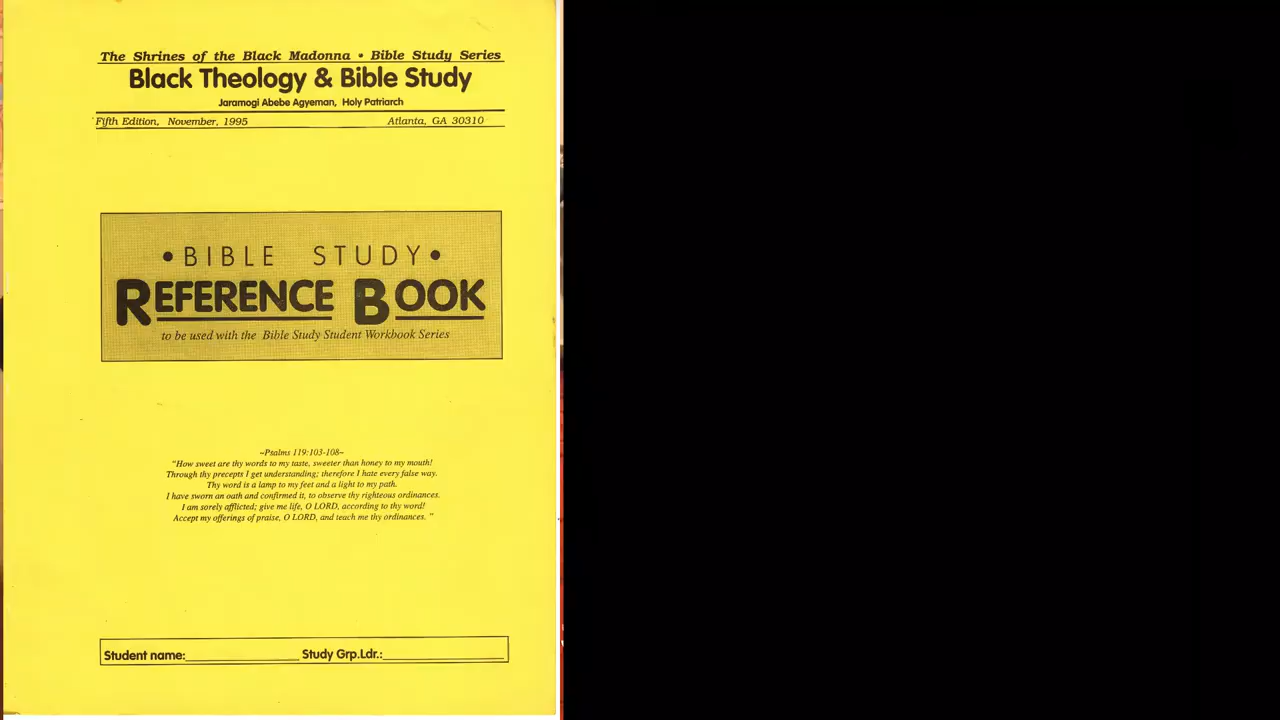 The Shrines of the Black Madonna • Bible Study Series
Black Theology & Bible Study
Jaramogi Abebe Agyeman, Holy Patriarch
Fifth Edition, November, 1995 Atlanta, GA 30310
•BIBLE STUDY•
REFERENCE BOOK
to be used with the Bible Study Student Workbook Series
~Psalms 119:103-108~
"How sweet are thy words to my taste, sweeter than honey to my mouth!
Through thy precepts I get understanding; therefore I hate every false way.
Thy word is a lamp to my feet and a light to my path.
I have sworn an oath and confirmed it, to observe thy righteous ordinances.
I am sorely afflicted; give me life, O LORD, according to thy word!
Accept my offerings of praise, O LORD, and teach me thy ordinances. "
Student name:_______________ Study Grp.Ldr.:_______________